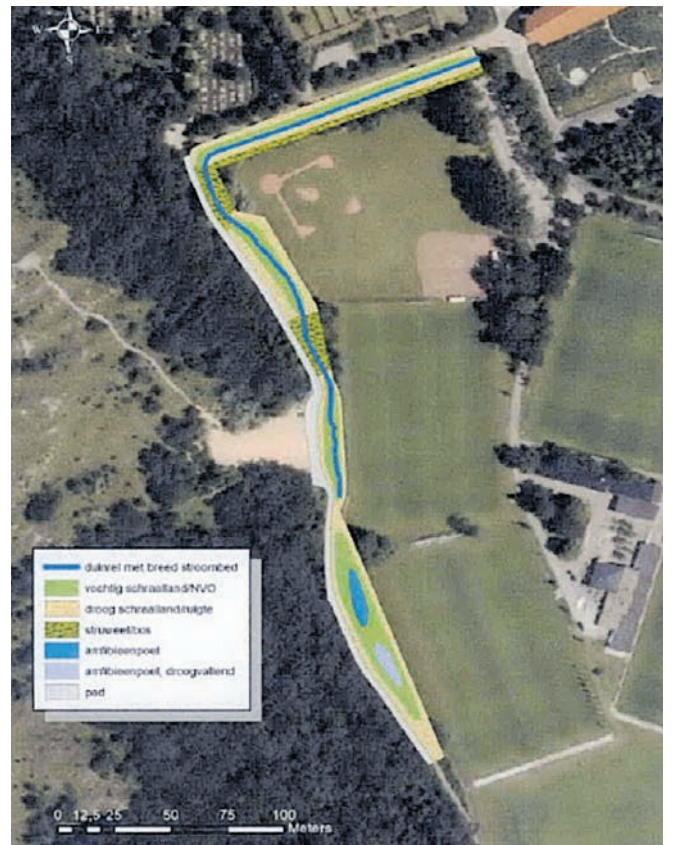 W
S
duinrel met breed stroombed
vochtig schraalland/NVO
droog schraalland/ruigte
struweel/bos
amfibieenpoel
amfibieenpoel, droogvallend
pad
0 12,5 25 50 75 100
Meters